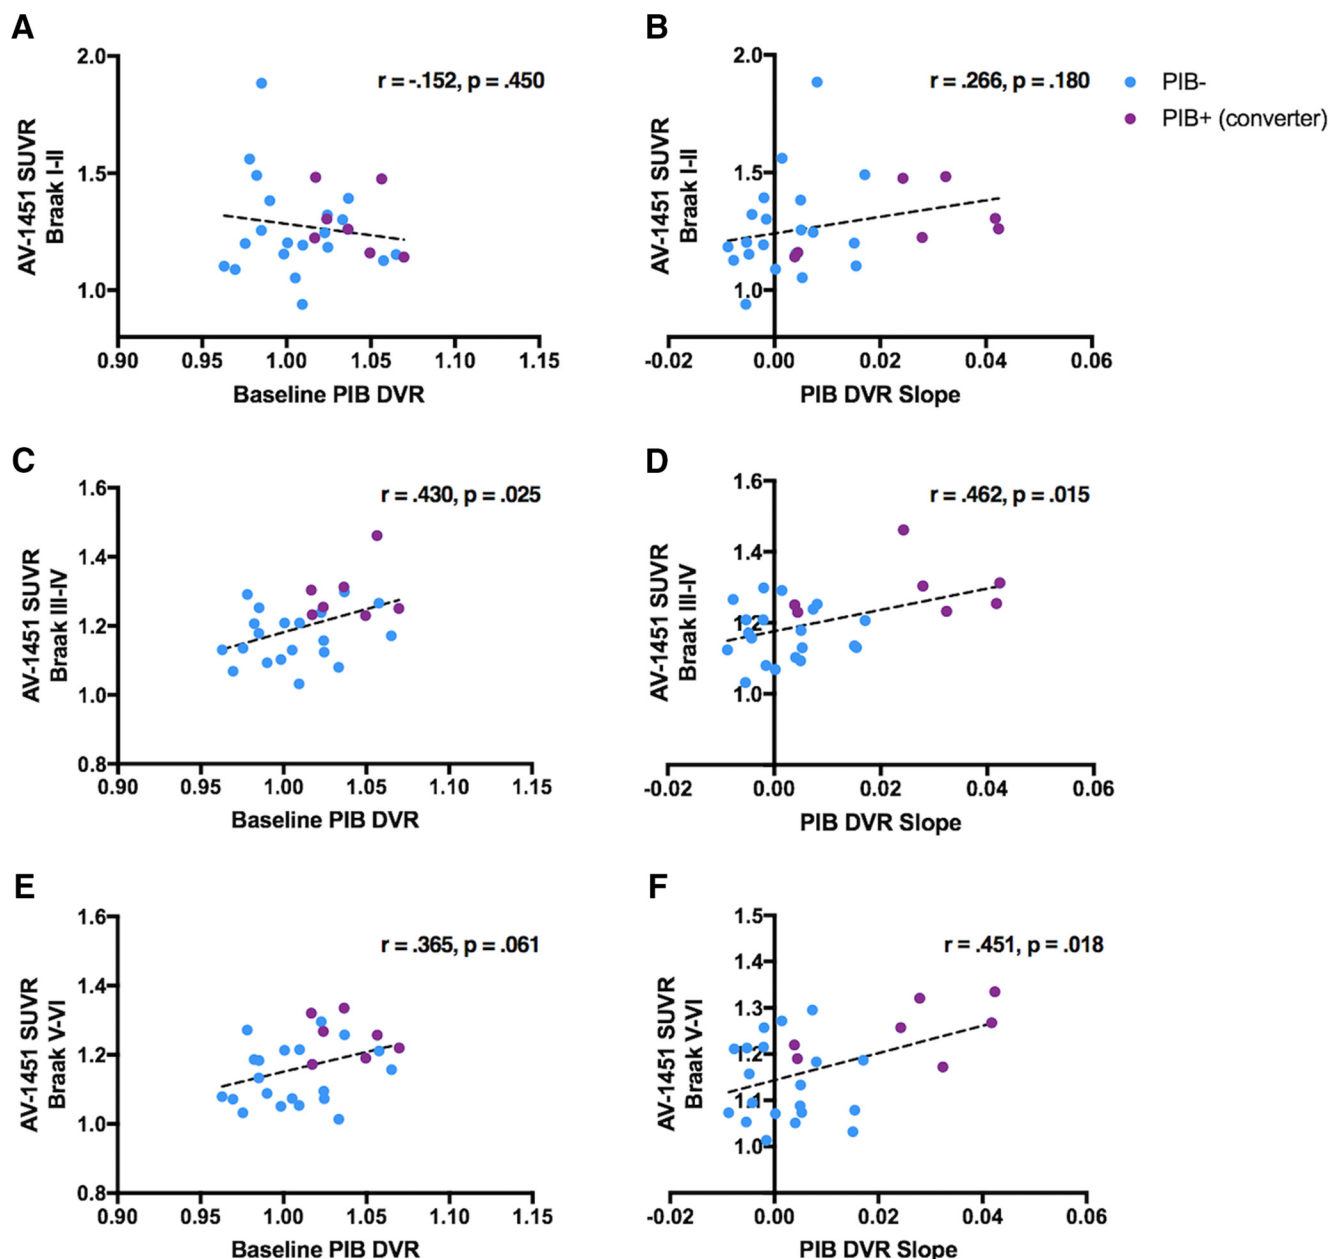 A
2.0
1.5
1.0
AV-1451 SUVR
Braak I-II
r = -.152, p = .450
0.90 0.95 1.00 1.05 1.10 1.15
Baseline PIB DVR
B
2.0
1.5
1.0
AV-1451 SUVR
Braak I-II
r = .266, p = .180
-0.02 0.00 0.02 0.04 0.06
PIB DVR Slope
PIB-
PIB+ (converter)
C
1.6
1.4
1.2
1.0
0.8
AV-1451 SUVR
Braak III-IV
r = .430, p = .025
0.90 0.95 1.00 1.05 1.10 1.15
Baseline PIB DVR
D
1.6
1.4
1.2
1.0
AV-1451 SUVR
Braak III-IV
r = .462, p = .015
-0.02 0.00 0.02 0.04 0.06
PIB DVR Slope
E
1.6
1.4
1.2
1.0
0.8
AV-1451 SUVR
Braak V-VI
r = .365, p = .061
0.90 0.95 1.00 1.05 1.10 1.15
Baseline PIB DVR
F
1.5
1.4
1.3
1.2
1.1
1.0
AV-1451 SUVR
Braak V-VI
r = .451, p = .018
-0.02 0.00 0.02 0.04 0.06
PIB DVR Slope